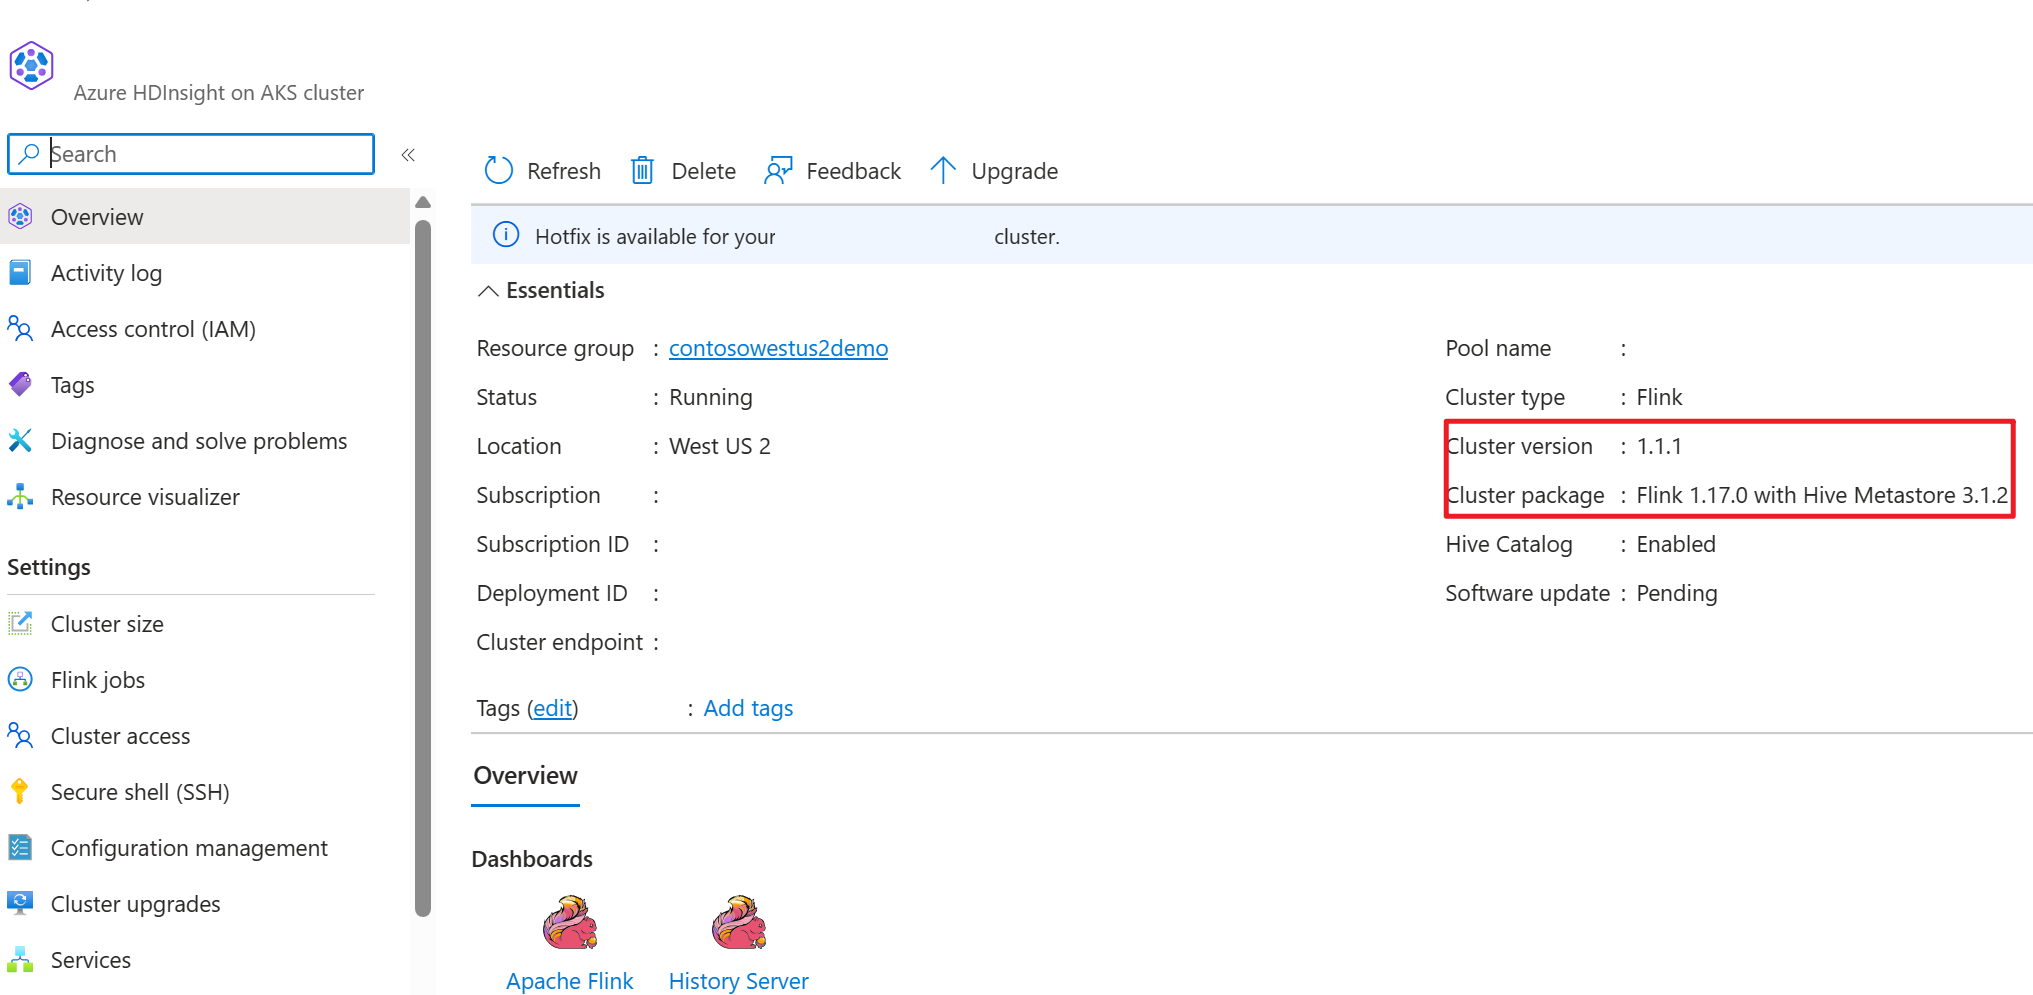 Azure HDInsight on AKS cluster
Search
«
Overview
Activity log
Access control (IAM)
Tags
Diagnose and solve problems
Resource visualizer
Settings
Cluster size
Flink jobs
Cluster access
Secure shell (SSH)
Configuration management
Cluster upgrades
Services
Refresh Delete Feedback Upgrade
Hotfix is available for your cluster.
Essentials
Resource group : contosowestus2demo
Status : Running
Location : West US 2
Subscription :
Subscription ID :
Deployment ID :
Cluster endpoint :
Pool name :
Cluster type : Flink
Cluster version : 1.1.1
Cluster package : Flink 1.17.0 with Hive Metastore 3.1.2
Hive Catalog : Enabled
Software update : Pending
Tags (edit) : Add tags
Overview
Dashboards
Apache Flink
History Server